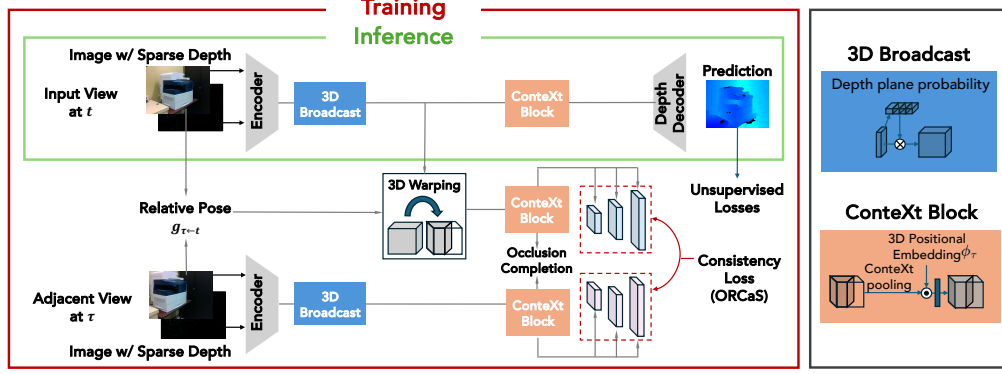 Training
Inference
Image w/ Sparse Depth
Input View
at t
Encoder
3D
Broadcast
ConteXt
Block
Depth
Decoder
Prediction
Unsupervised
Losses
Relative Pose
g_{τ←t}
3D Warping
ConteXt
Block
Occlusion
Completion
Consistency
Loss
(ORCaS)
Adjacent View
at τ
Encoder
3D
Broadcast
ConteXt
Block
Image w/ Sparse Depth
3D Broadcast
Depth plane probability
ConteXt Block
3D Positional
Embedding ϕ_τ
ConteXt
pooling